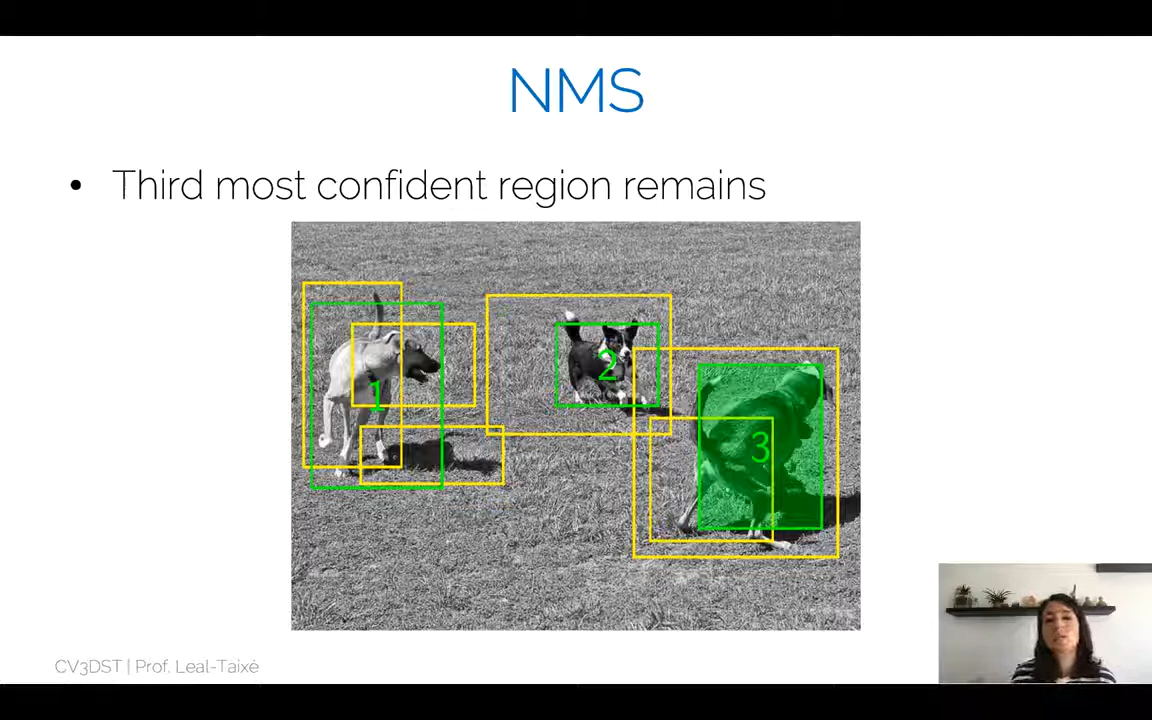 NMS
• Third most confident region remains
1
2
3
CV3DST | Prof. Leal-Taixé